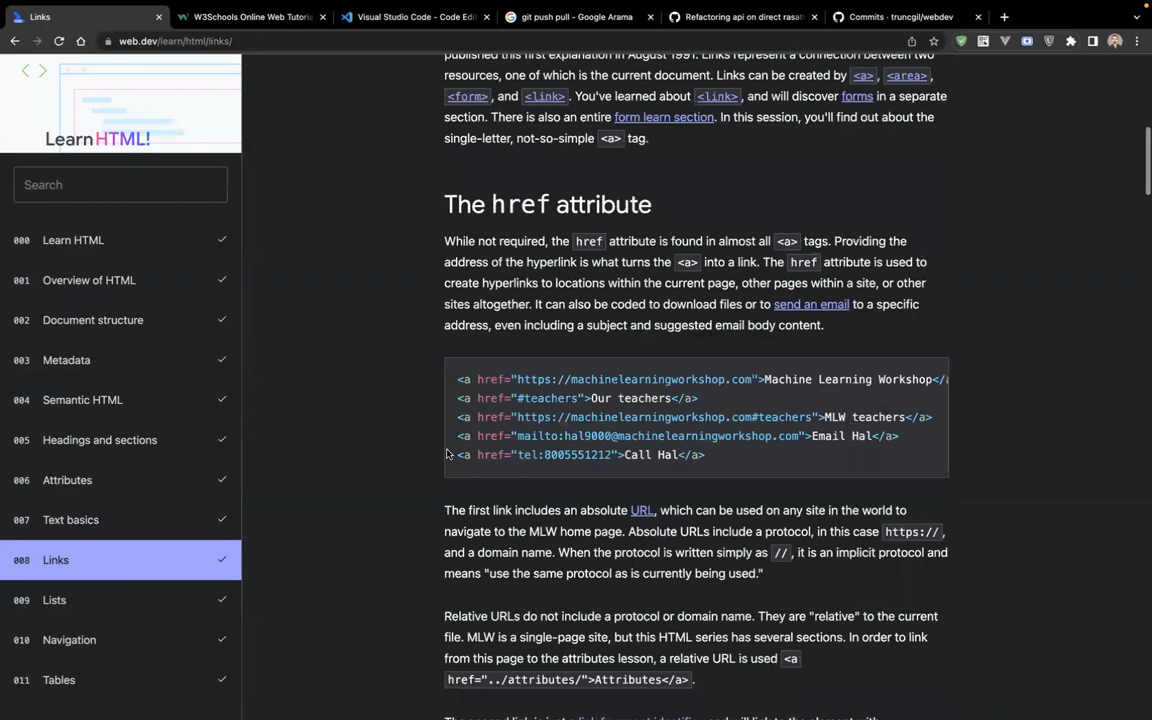 Links
W3Schools Online Web Tutorie
Visual Studio Code - Code Edi
git push pull - Google Arama
Refactoring api on direct rasat
Commits · truncgil/webdev
web.dev/learn/html/links/
Learn HTML!
Search
000 Learn HTML
001 Overview of HTML
002 Document structure
003 Metadata
004 Semantic HTML
005 Headings and sections
006 Attributes
007 Text basics
008 Links
009 Lists
010 Navigation
011 Tables
published this first explanation in August 1991. Links represent a connection between two
resources, one of which is the current document. Links can be created by <a>, <area>,
<form>, and <link>. You've learned about <link>, and will discover forms in a separate
section. There is also an entire form learn section. In this session, you'll find out about the
single-letter, not-so-simple <a> tag.
The href attribute
While not required, the href attribute is found in almost all <a> tags. Providing the
address of the hyperlink is what turns the <a> into a link. The href attribute is used to
create hyperlinks to locations within the current page, other pages within a site, or other
sites altogether. It can also be coded to download files or to send an email to a specific
address, even including a subject and suggested email body content.
<a href="https://machinelearningworkshop.com">Machine Learning Workshop</a
<a href="#teachers">Our teachers</a>
<a href="https://machinelearningworkshop.com#teachers">MLW teachers</a>
<a href="mailto:hal9000@machinelearningworkshop.com">Email Hal</a>
<a href="tel:8005551212">Call Hal</a>
The first link includes an absolute URL, which can be used on any site in the world to
navigate to the MLW home page. Absolute URLs include a protocol, in this case https://,
and a domain name. When the protocol is written simply as //, it is an implicit protocol and
means "use the same protocol as is currently being used."
Relative URLs do not include a protocol or domain name. They are "relative" to the current
file. MLW is a single-page site, but this HTML series has several sections. In order to link
from this page to the attributes lesson, a relative URL is used <a
href="../attributes/">Attributes</a>.
The second link is just a link fragment identifier, and will link to the element with